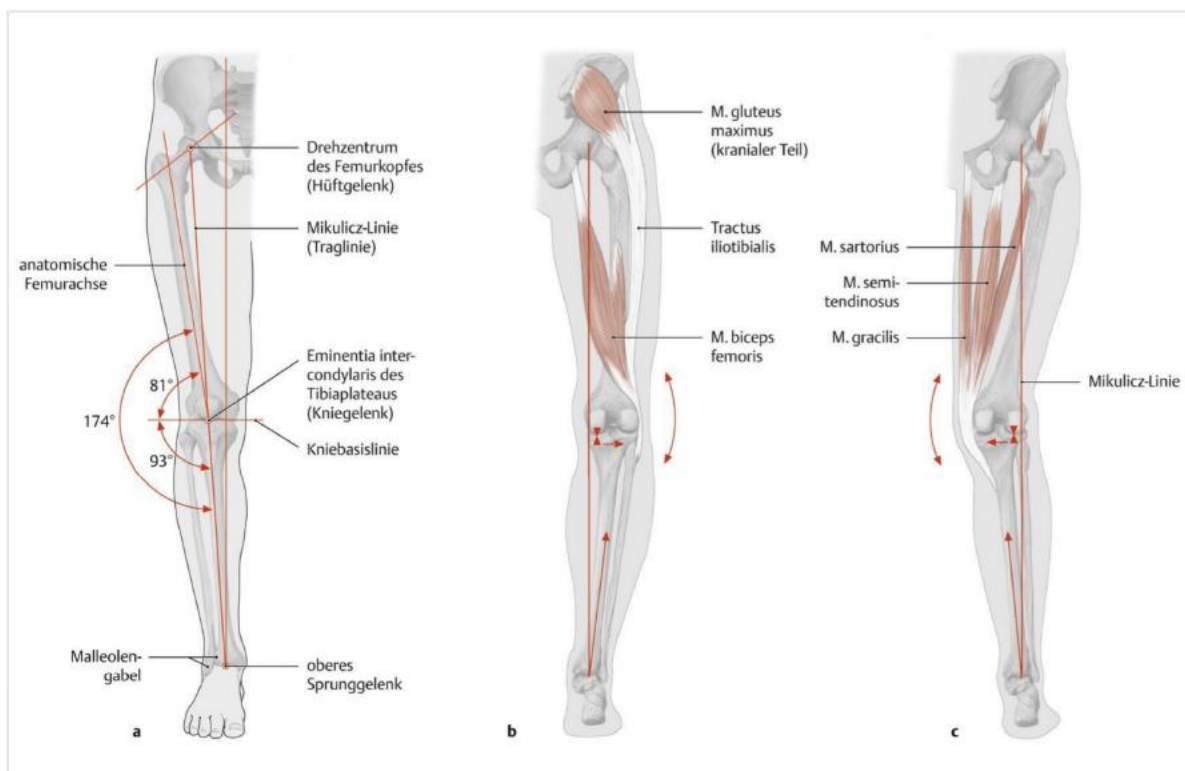 Drehzentrum
des Femurkopfes
(Hüftgelenk)
Mikulicz-Linie
(Traglinie)
anatomische
Femurachse
Eminentia inter-
condylaris des
Tibiaplateaus
(Kniegelenk)
81°
174°
93°
Kniebasislinie
Malleolen-
gabel
oberes
Sprunggelenk
a
M. gluteus
maximus
(kranialer Teil)
Tractus
iliotibialis
M. biceps
femoris
b
M. sartorius
M. semi-
tendinosus
M. gracilis
Mikulicz-Linie
c